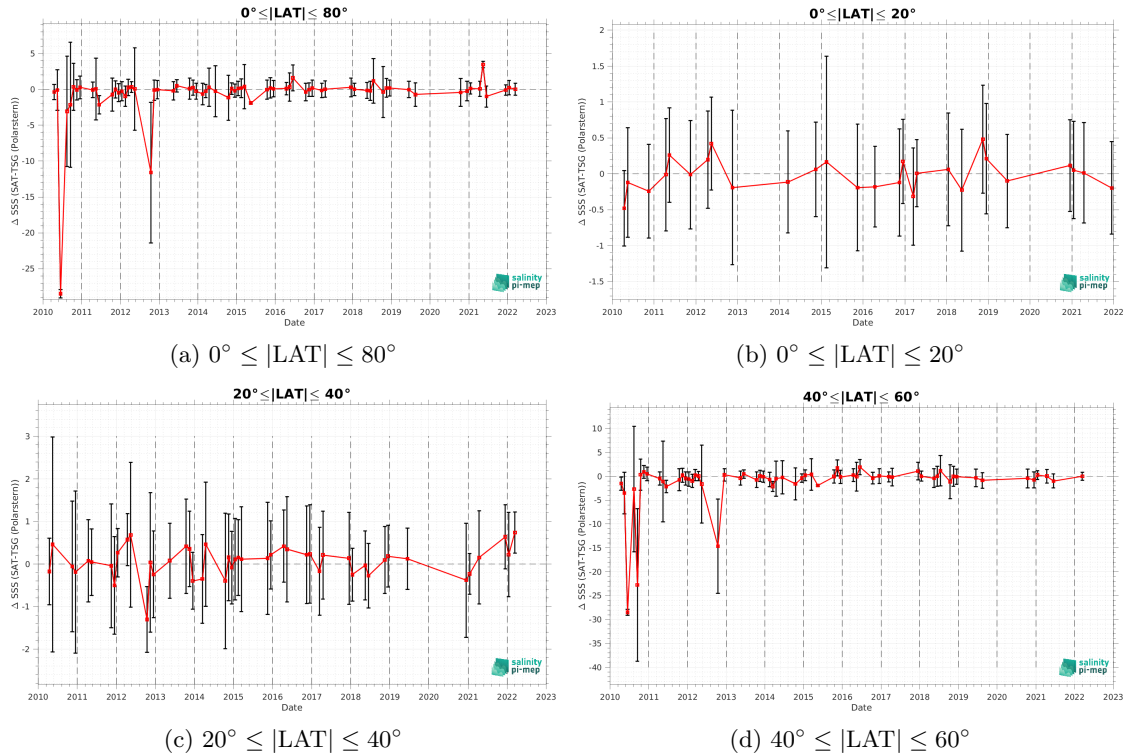 0°≤|LAT|≤ 80°
Δ SSS (SAT-TSG (Polarstern))
5
0
-5
-10
-15
-20
-25
2010 2011 2012 2013 2014 2015 2016 2017 2018 2019 2020 2021 2022 2023
Date
salinity
pi-mep
(a) 0° ≤ |LAT| ≤ 80°
0°≤|LAT|≤ 20°
Δ SSS (SAT-TSG (Polarstern))
2
1.5
1
0.5
0
-0.5
-1
-1.5
2010 2011 2012 2013 2014 2015 2016 2017 2018 2019 2020 2021 2022
Date
salinity
pi-mep
(b) 0° ≤ |LAT| ≤ 20°
20°≤|LAT|≤ 40°
Δ SSS (SAT-TSG (Polarstern))
3
2
1
0
-1
-2
2010 2011 2012 2013 2014 2015 2016 2017 2018 2019 2020 2021 2022 2023
Date
salinity
pi-mep
(c) 20° ≤ |LAT| ≤ 40°
40°≤|LAT|≤ 60°
Δ SSS (SAT-TSG (Polarstern))
10
5
0
-5
-10
-15
-20
-25
-30
-35
-40
2010 2011 2012 2013 2014 2015 2016 2017 2018 2019 2020 2021 2022 2023
Date
salinity
pi-mep
(d) 40° ≤ |LAT| ≤ 60°